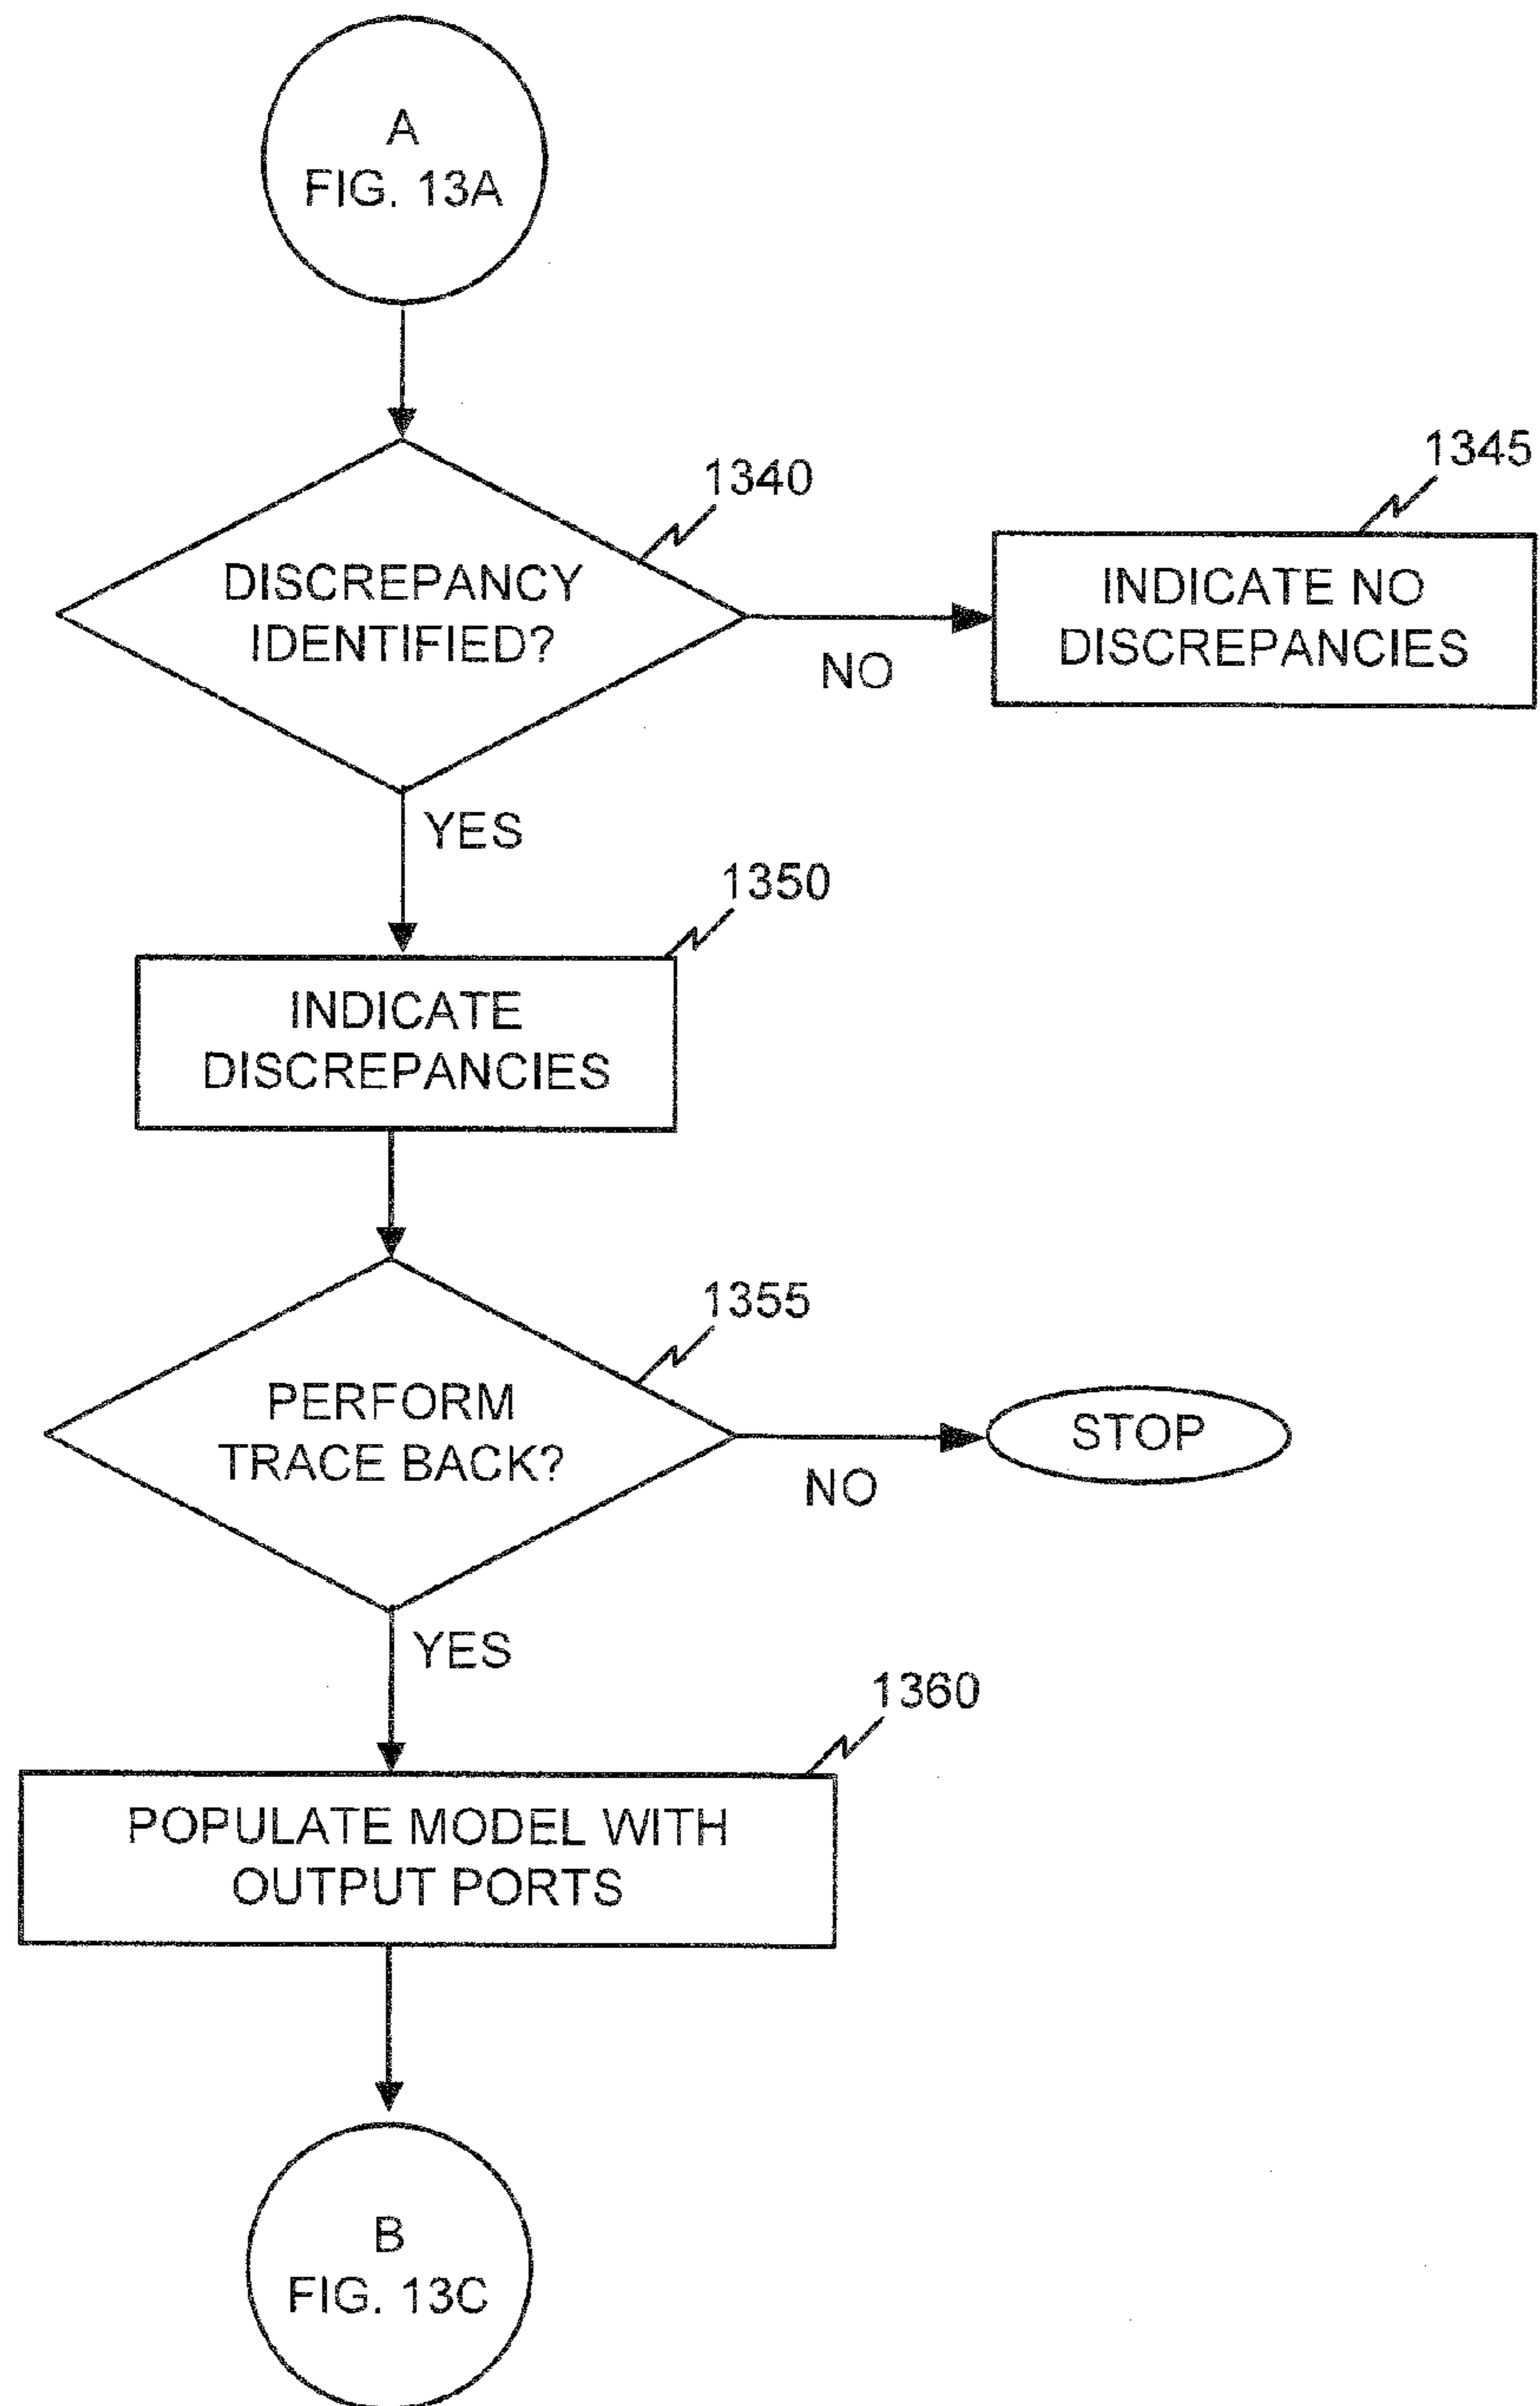 A
FIG. 13A
1340
DISCREPANCY
IDENTIFIED?
NO
1345
INDICATE NO
DISCREPANCIES
YES
1350
INDICATE
DISCREPANCIES
1355
PERFORM
TRACE BACK?
NO
STOP
YES
1360
POPULATE MODEL WITH
OUTPUT PORTS
B
FIG. 13C